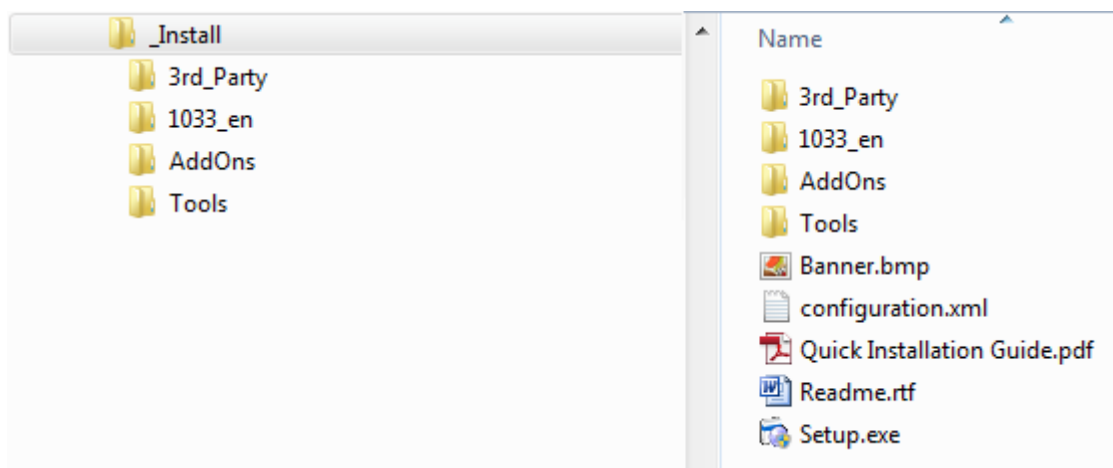 _Install
3rd_Party
1033_en
AddOns
Tools
Name
3rd_Party
1033_en
AddOns
Tools
Banner.bmp
configuration.xml
Quick Installation Guide.pdf
Readme.rtf
Setup.exe